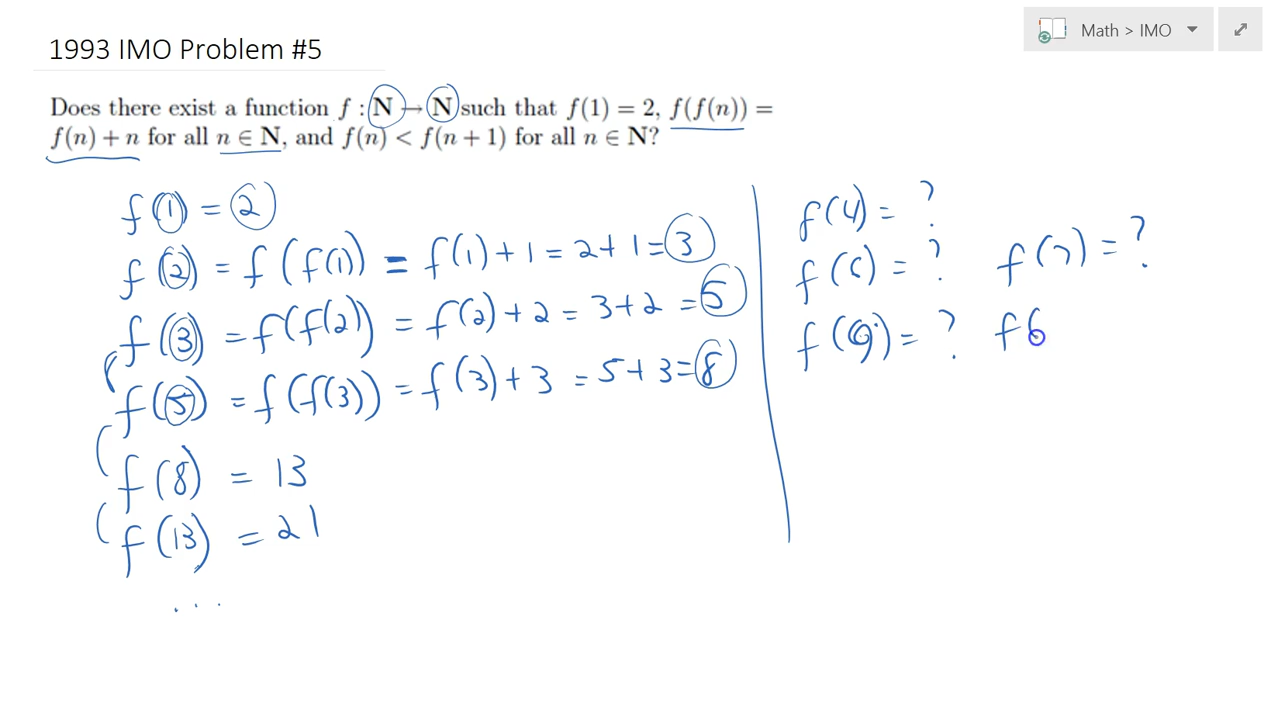 1993 IMO Problem #5
Math > IMO
Does there exist a function f : N → N such that f(1) = 2, f(f(n)) =
f(n) + n for all n ∈ N, and f(n) < f(n + 1) for all n ∈ N?
f(1) = 2
f(2) = f(f(1)) = f(1) + 1 = 2 + 1 = 3
f(3) = f(f(2)) = f(2) + 2 = 3 + 2 = 5
f(5) = f(f(3)) = f(3) + 3 = 5 + 3 = 8
f(8) = 13
f(13) = 21
...
f(4) = ?
f(6) = ? f(7) = ?
f(9) = ? f(